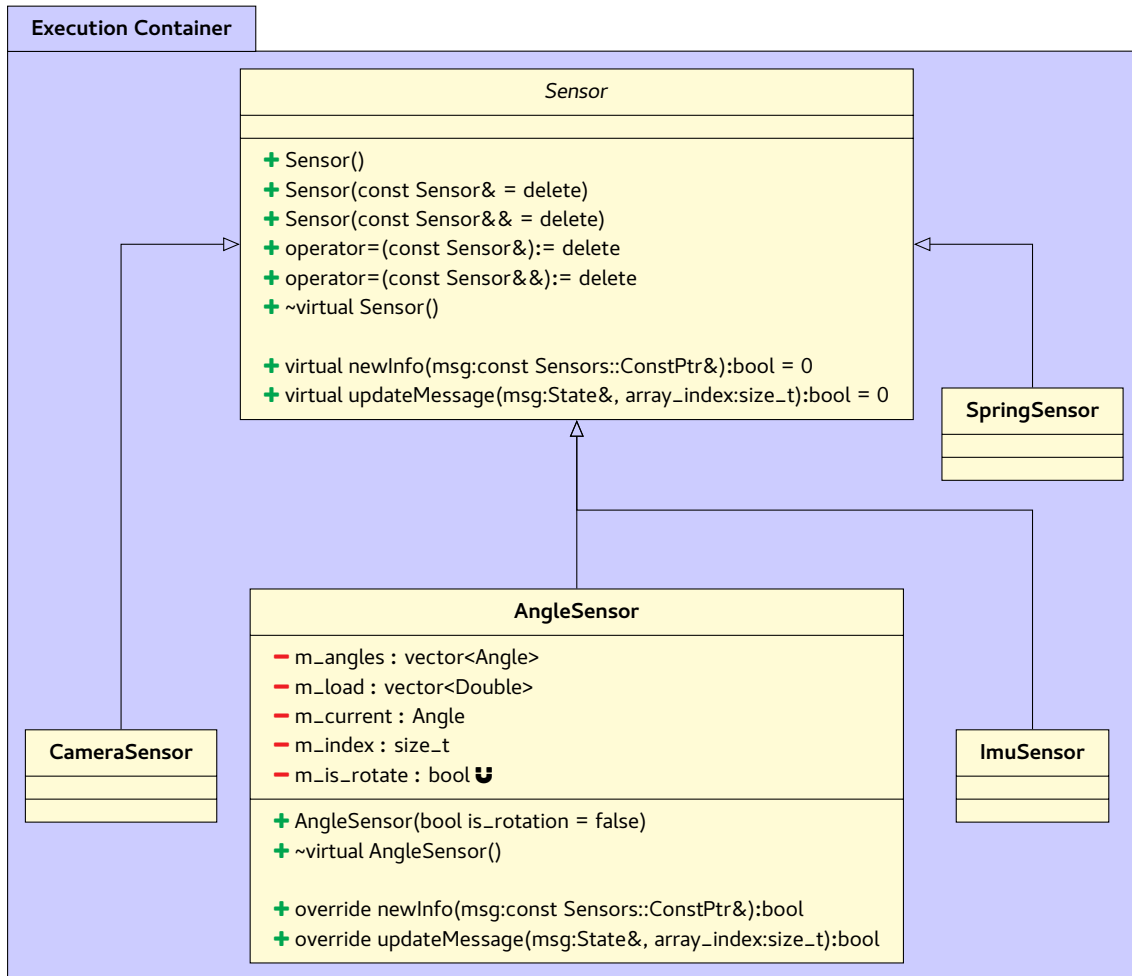 Execution Container
Sensor
+ Sensor()
+ Sensor(const Sensor& = delete)
+ Sensor(const Sensor&& = delete)
+ operator=(const Sensor&):= delete
+ operator=(const Sensor&&):= delete
+ ~virtual Sensor()
+ virtual newInfo(msg:const Sensors::ConstPtr&):bool = 0
+ virtual updateMessage(msg:State&, array_index:size_t):bool = 0
SpringSensor
AngleSensor
- m_angles : vector<Angle>
- m_load : vector<Double>
- m_current : Angle
- m_index : size_t
- m_is_rotate : bool
+ AngleSensor(bool is_rotation = false)
+ ~virtual AngleSensor()
+ override newInfo(msg:const Sensors::ConstPtr&):bool
+ override updateMessage(msg:State&, array_index:size_t):bool
CameraSensor
ImuSensor